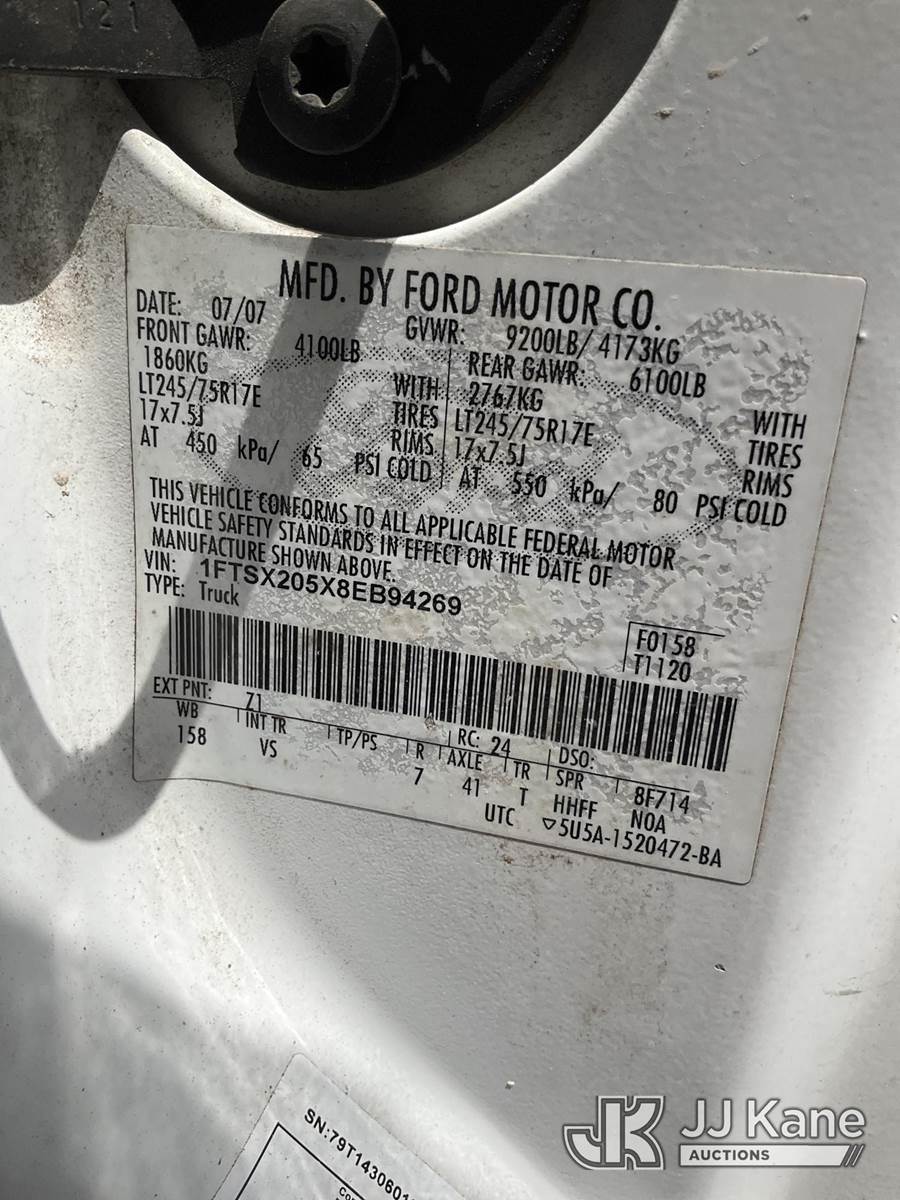 121
MFD. BY FORD MOTOR CO.
DATE: 07/07 GVWR: 9200LB/ 4173KG
FRONT GAWR: 4100LB REAR GAWR: 6100LB
1860KG WITH 2767KG WITH
LT245/75R17E TIRES LT245/75R17E TIRES
17x7.5J RIMS 17x7.5J RIMS
AT 450 kPa/ 65 PSI COLD AT 550 kPa/ 80 PSI COLD
THIS VEHICLE CONFORMS TO ALL APPLICABLE FEDERAL MOTOR
VEHICLE SAFETY STANDARDS IN EFFECT ON THE DATE OF
MANUFACTURE SHOWN ABOVE.
VIN: 1FTSX205X8EB94269
TYPE: Truck
F0158
T1120
EXT PNT: Z1 RC: 24 DSO:
WB INT TR TP/PS R AXLE TR SPR 8F714
158 VS 7 41 T HHFF NOA
UTC ▽5U5A-1520472-BA
SN:79T1430601
JK JJ Kane
AUCTIONS